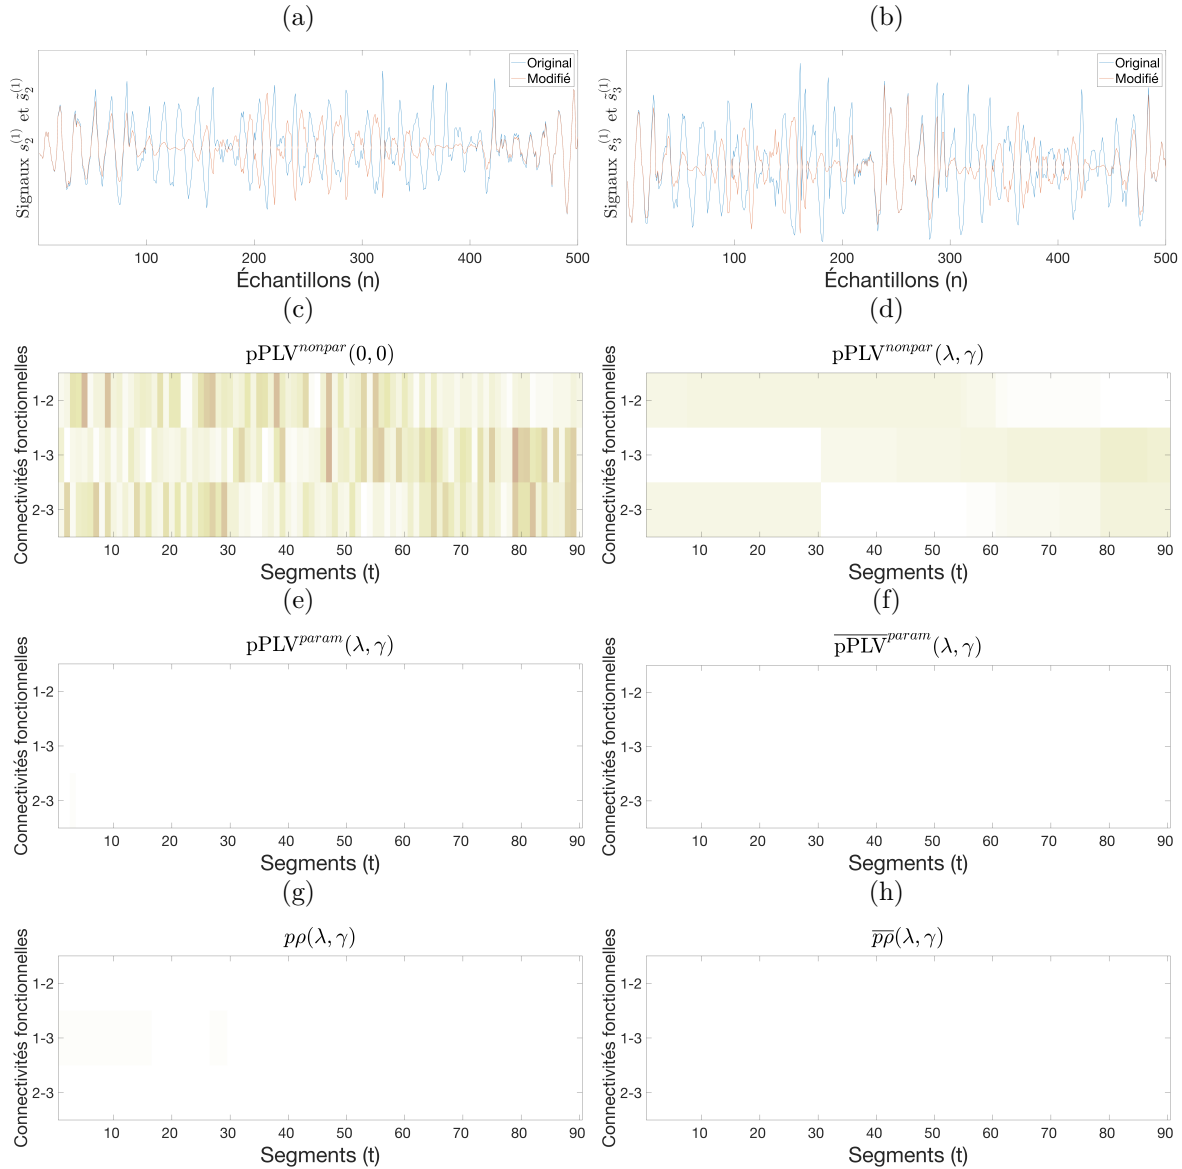 (a)
Original
Modifié
Signaux s₂⁽¹⁾ et s̃₂⁽¹⁾
100 200 300 400 500
Échantillons (n)
(b)
Original
Modifié
Signaux s₃⁽¹⁾ et s̃₃⁽¹⁾
100 200 300 400 500
Échantillons (n)
(c)
pPLV^{nonpar}(0, 0)
Connectivités fonctionnelles
1-2
1-3
2-3
10 20 30 40 50 60 70 80 90
Segments (t)
(d)
pPLV^{nonpar}(λ, γ)
Connectivités fonctionnelles
1-2
1-3
2-3
10 20 30 40 50 60 70 80 90
Segments (t)
(e)
pPLV^{param}(λ, γ)
Connectivités fonctionnelles
1-2
1-3
2-3
10 20 30 40 50 60 70 80 90
Segments (t)
(f)
\overline{pPLV}^{param}(λ, γ)
Connectivités fonctionnelles
1-2
1-3
2-3
10 20 30 40 50 60 70 80 90
Segments (t)
(g)
pρ(λ, γ)
Connectivités fonctionnelles
1-2
1-3
2-3
10 20 30 40 50 60 70 80 90
Segments (t)
(h)
\overline{pρ}(λ, γ)
Connectivités fonctionnelles
1-2
1-3
2-3
10 20 30 40 50 60 70 80 90
Segments (t)